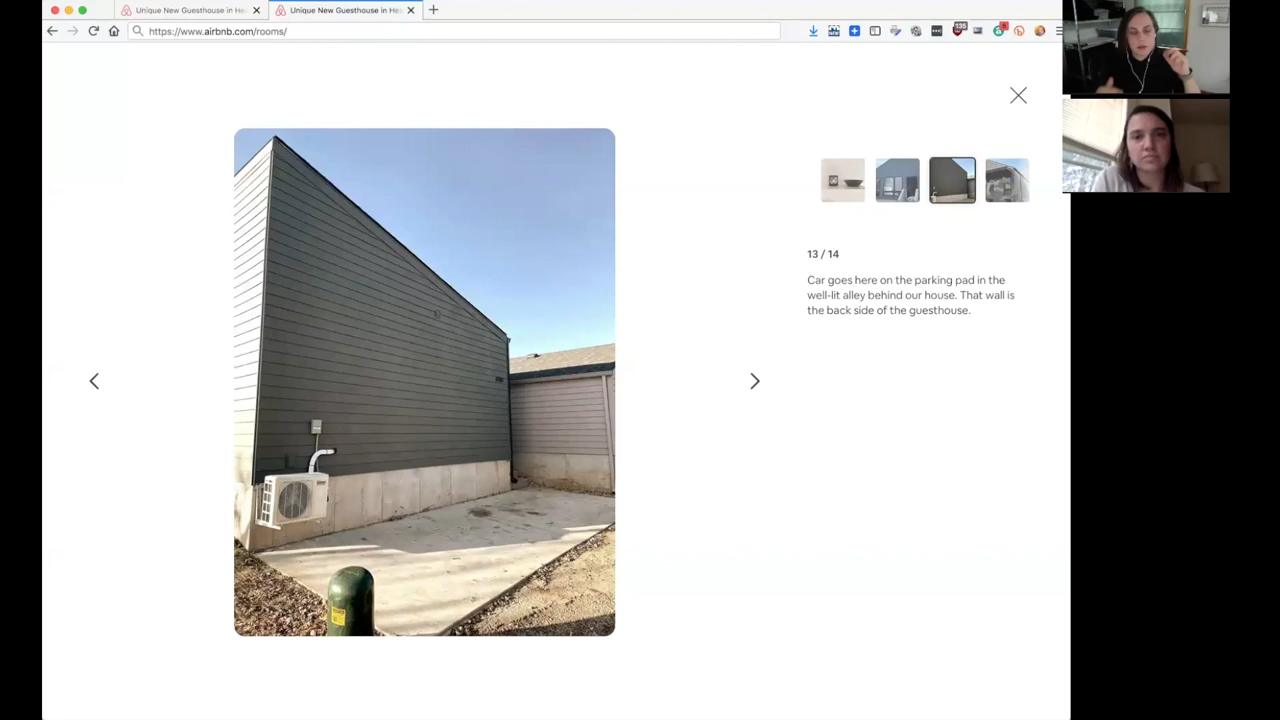 Unique New Guesthouse in He
Unique New Guesthouse in He
https://www.airbnb.com/rooms/
13 / 14
Car goes here on the parking pad in the
well-lit alley behind our house. That wall is
the back side of the guesthouse.